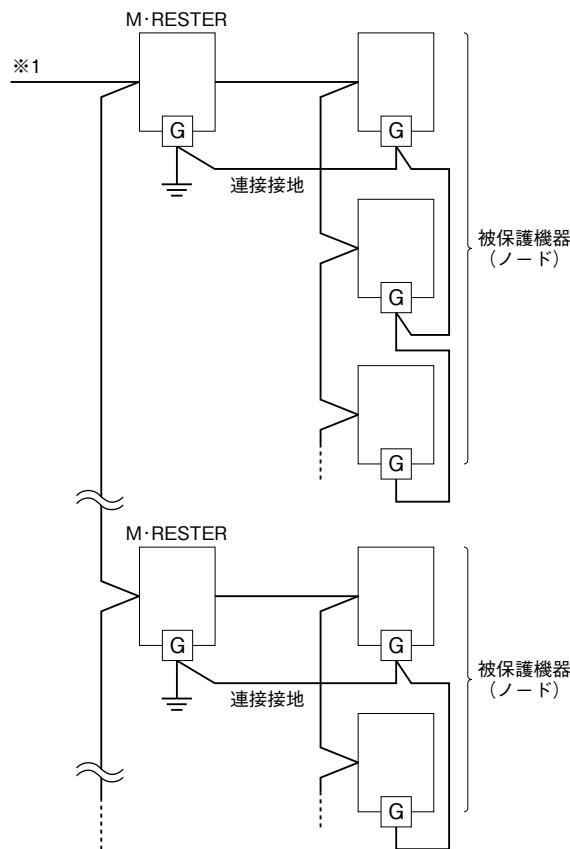 M·RESTER
※1
G
G
連接接地
被保護機器
（ノード）
G
G
M·RESTER
G
G
連接接地
被保護機器
（ノード）
G